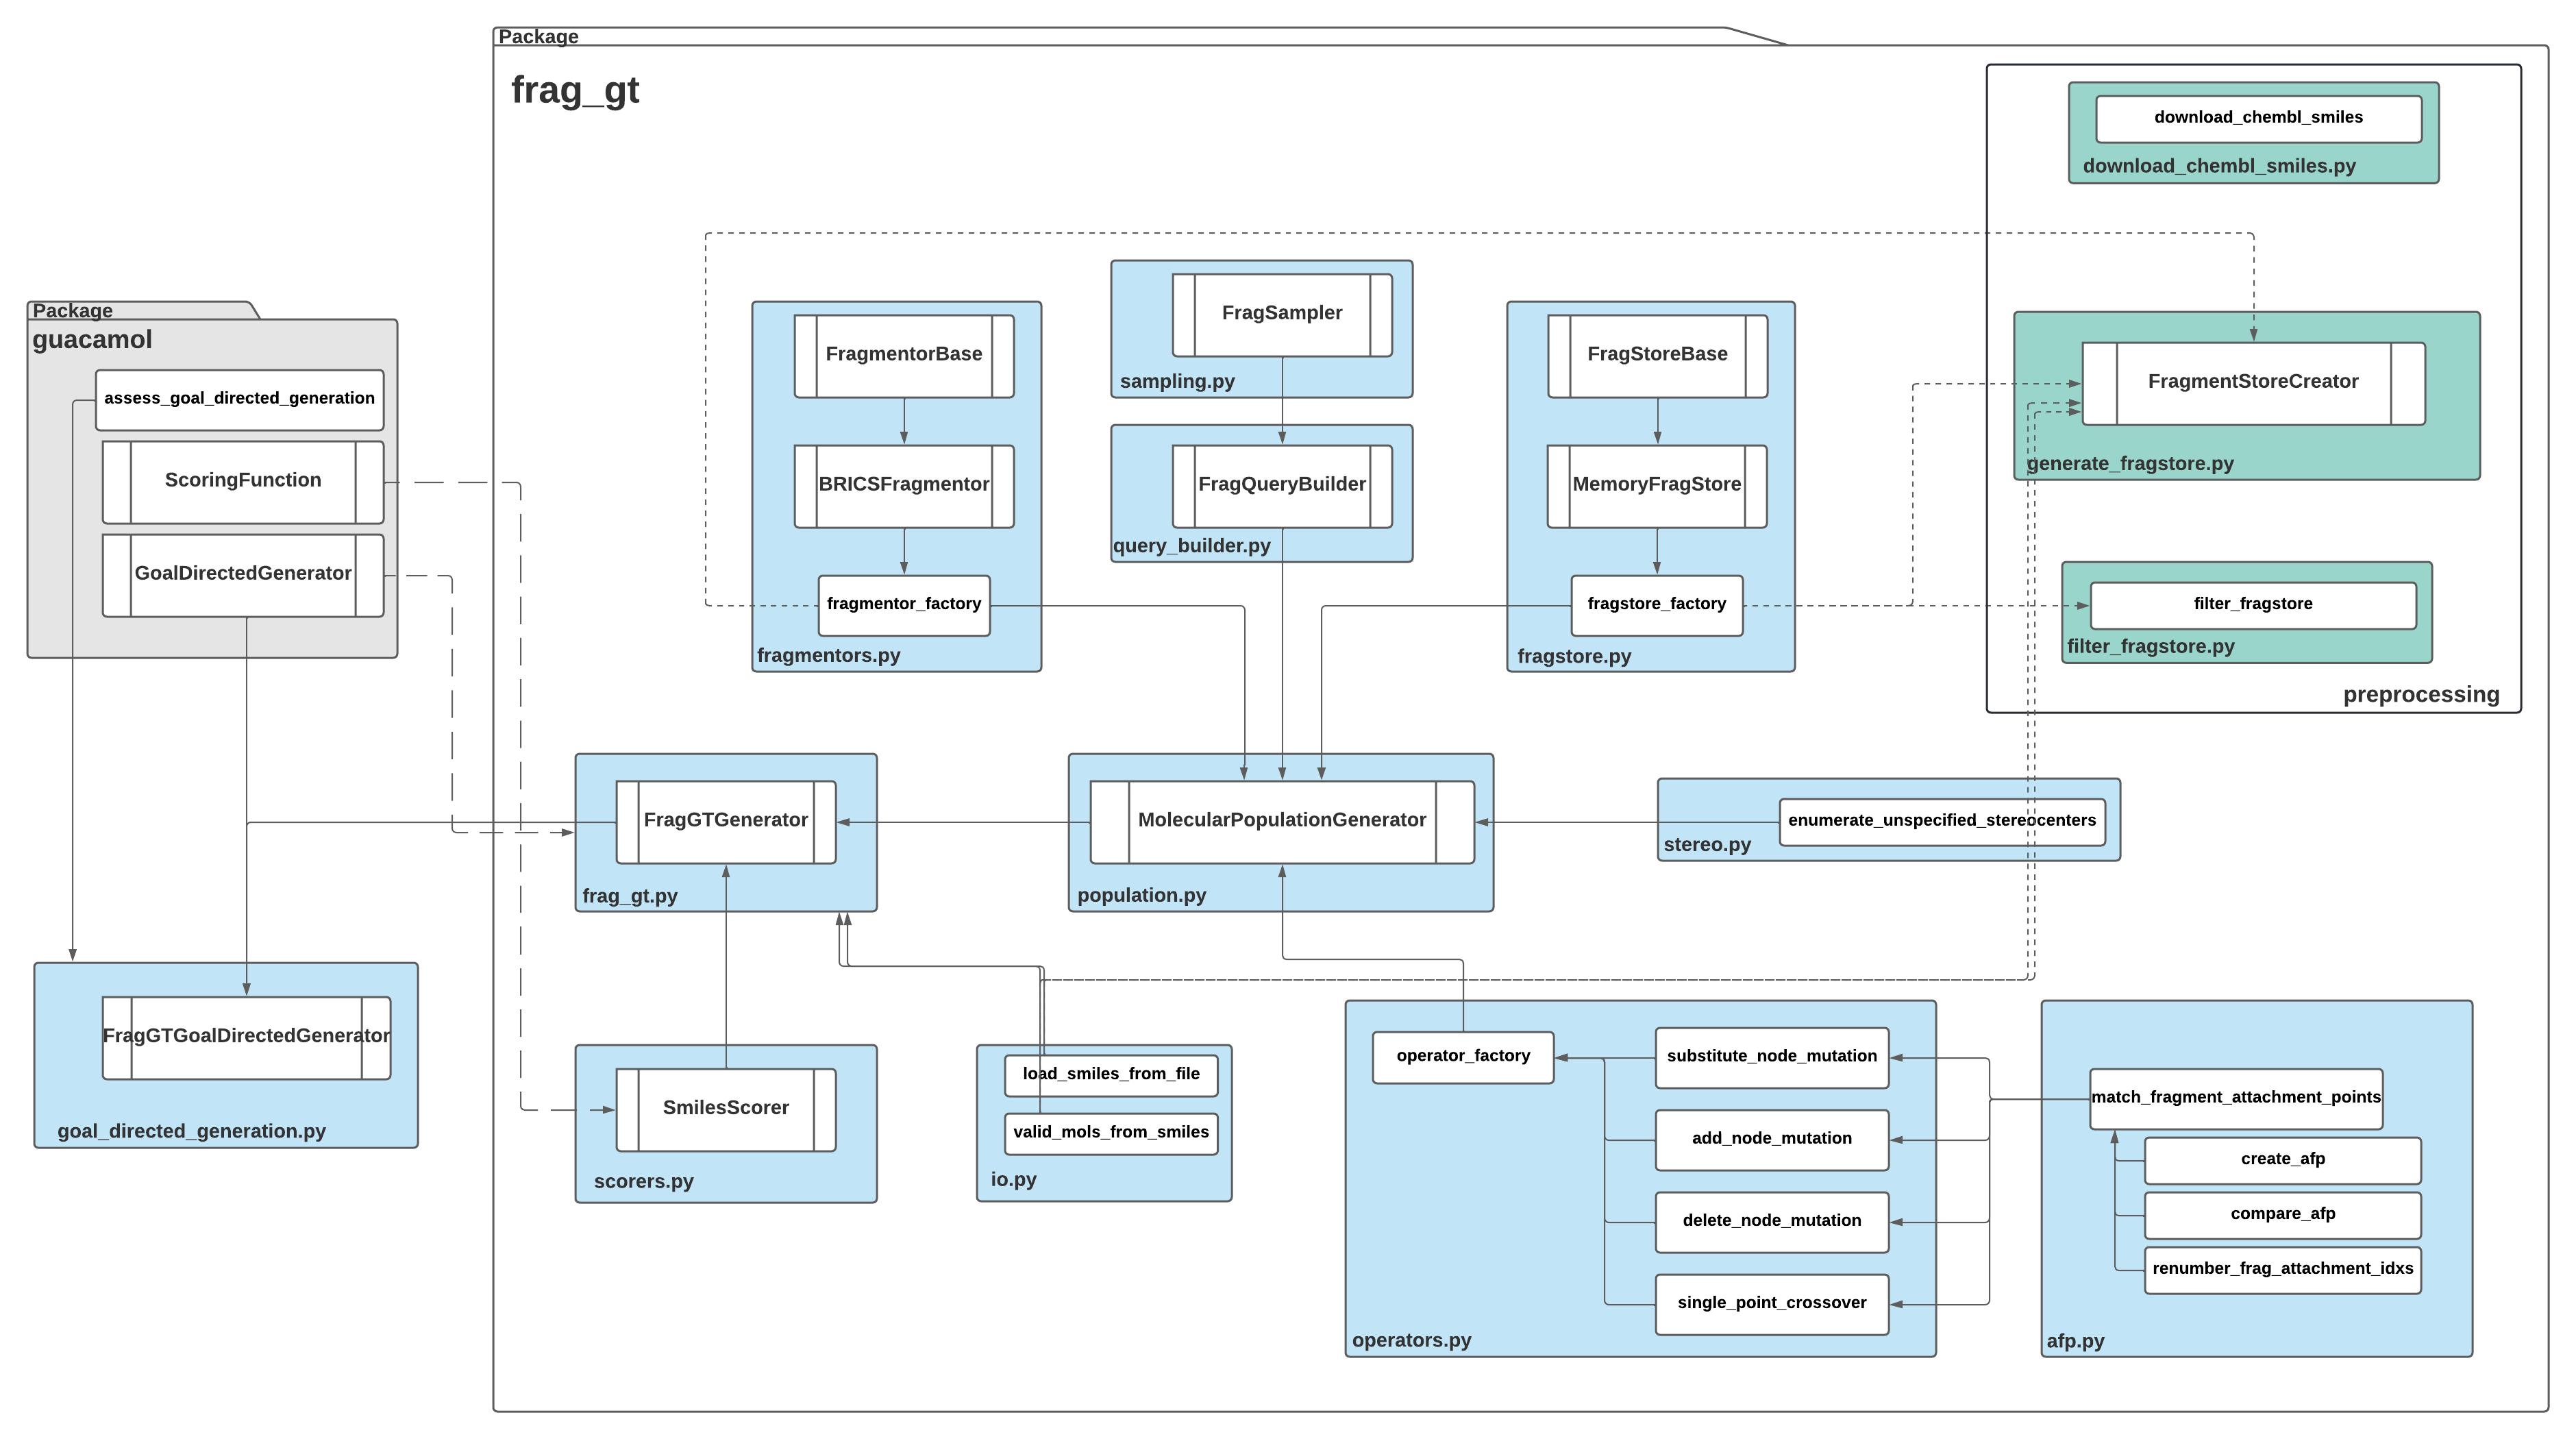 Package
frag_gt
download_chembl_smiles
download_chembl_smiles.py
FragSampler
sampling.py
Package
guacamol
assess_goal_directed_generation
ScoringFunction
GoalDirectedGenerator
FragmentorBase
BRICSFragmentor
fragmentor_factory
fragmentors.py
FragQueryBuilder
query_builder.py
FragStoreBase
MemoryFragStore
fragstore_factory
fragstore.py
FragmentStoreCreator
generate_fragstore.py
filter_fragstore
filter_fragstore.py
preprocessing
FragGTGenerator
frag_gt.py
MolecularPopulationGenerator
population.py
enumerate_unspecified_stereocenters
stereo.py
FragGTGoalDirectedGenerator
goal_directed_generation.py
SmilesScorer
scorers.py
load_smiles_from_file
valid_mols_from_smiles
io.py
operator_factory
substitute_node_mutation
add_node_mutation
delete_node_mutation
single_point_crossover
operators.py
match_fragment_attachment_points
create_afp
compare_afp
renumber_frag_attachment_idxs
afp.py